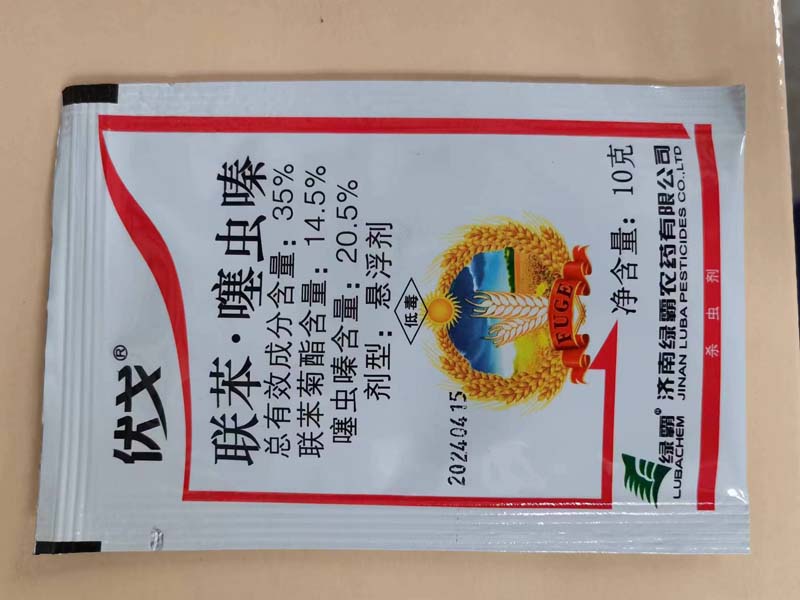 伏戈®
联苯·噻虫嗪
总有效成分含量：35%
联苯菊酯含量：14.5%
噻虫嗪含量：20.5%
剂型：悬浮剂
低毒
20240415
FUGE
净含量：10克
绿霸®
LUBACHEM
济南绿霸农药有限公司
JINAN LUBA PESTICIDES CO.,LTD
杀虫剂